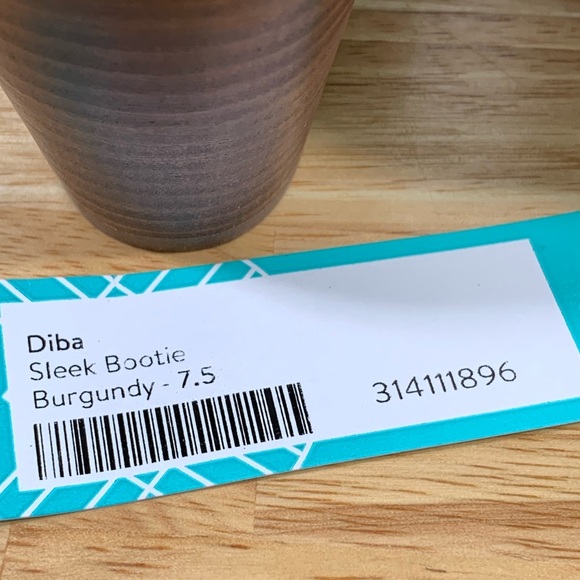 Diba
Sleek Bootie
Burgundy - 7.5
314111896